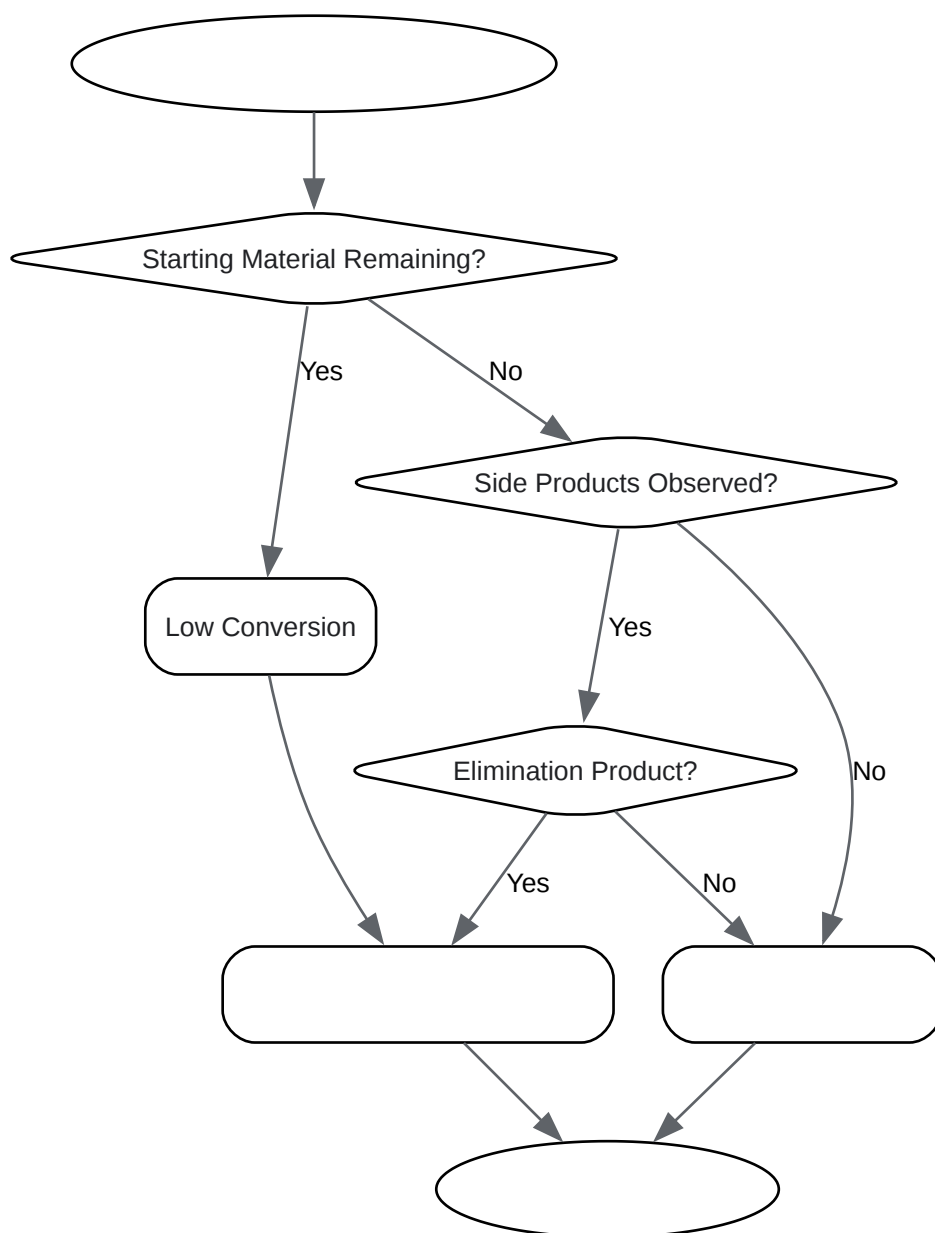 Starting Material Remaining?
Yes
No
Side Products Observed?
Low Conversion
Yes
Elimination Product?
No
Yes
No